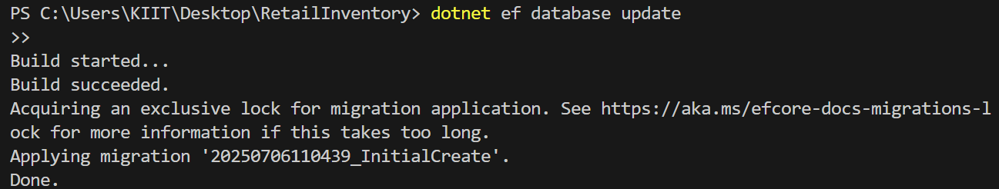 PS C:\Users\KIIT\Desktop\RetailInventory> dotnet ef database update
>>
Build started...
Build succeeded.
Acquiring an exclusive lock for migration application. See https://aka.ms/efcore-docs-migrations-l
ock for more information if this takes too long.
Applying migration '20250706110439_InitialCreate'.
Done.